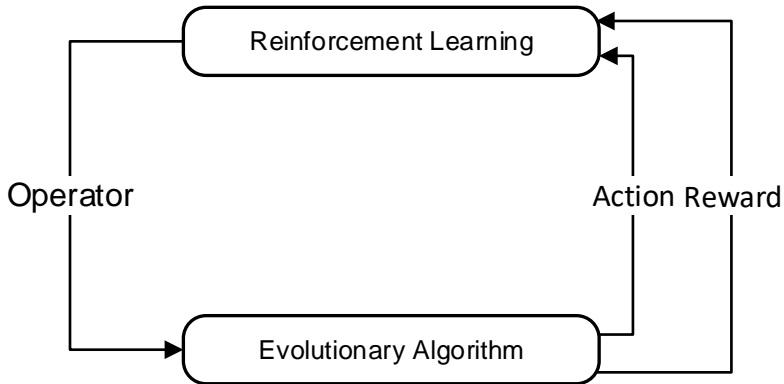 Reinforcement Learning
Operator
Action
Reward
Evolutionary Algorithm